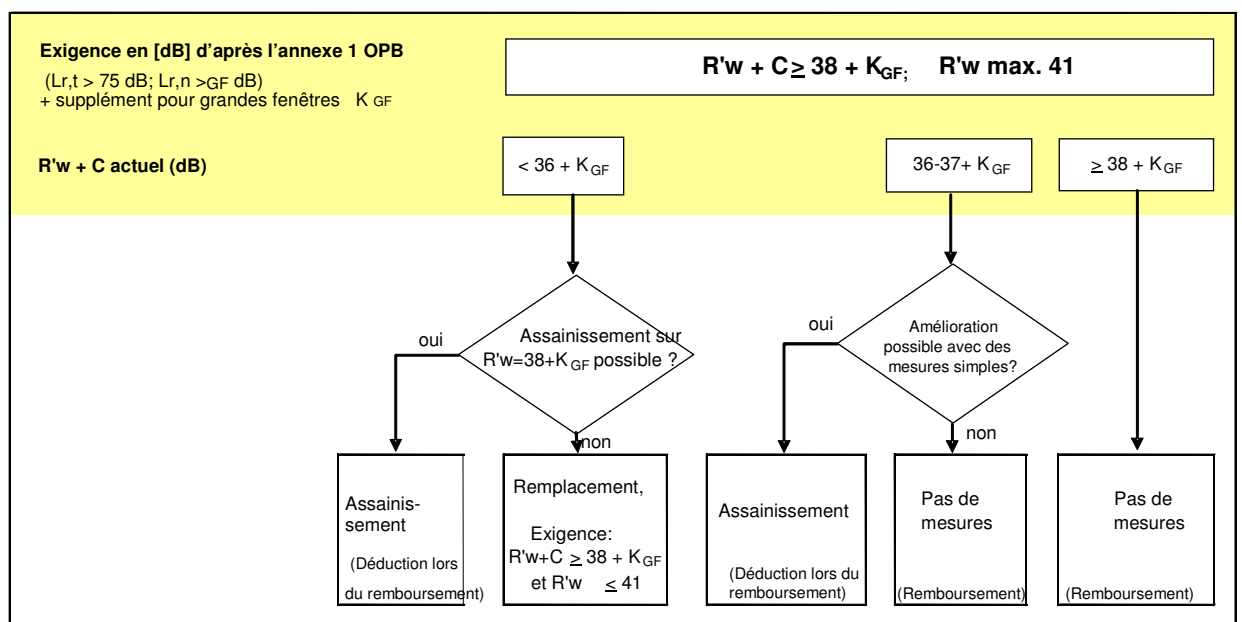 Exigence en [dB] d'après l'annexe 1 OPB
(Lr,t > 75 dB; Lr,n >GF dB)
+ supplément pour grandes fenêtres K GF
R'w + C ≥ 38 + KGF; R'w max. 41
R'w + C actuel (dB)
< 36 + KGF
36-37+ KGF
≥ 38 + KGF
oui
Assainissement sur
R'w=38+KGF possible ?
non
oui
Amélioration
possible avec des
mesures simples?
non
Assainis-
sement
(Déduction lors
du remboursement)
Remplacement,
Exigence:
R'w+C ≥ 38 + KGF
et R'w ≤ 41
Assainissement
(Déduction lors du
remboursement)
Pas de
mesures
(Remboursement)
Pas de
mesures
(Remboursement)